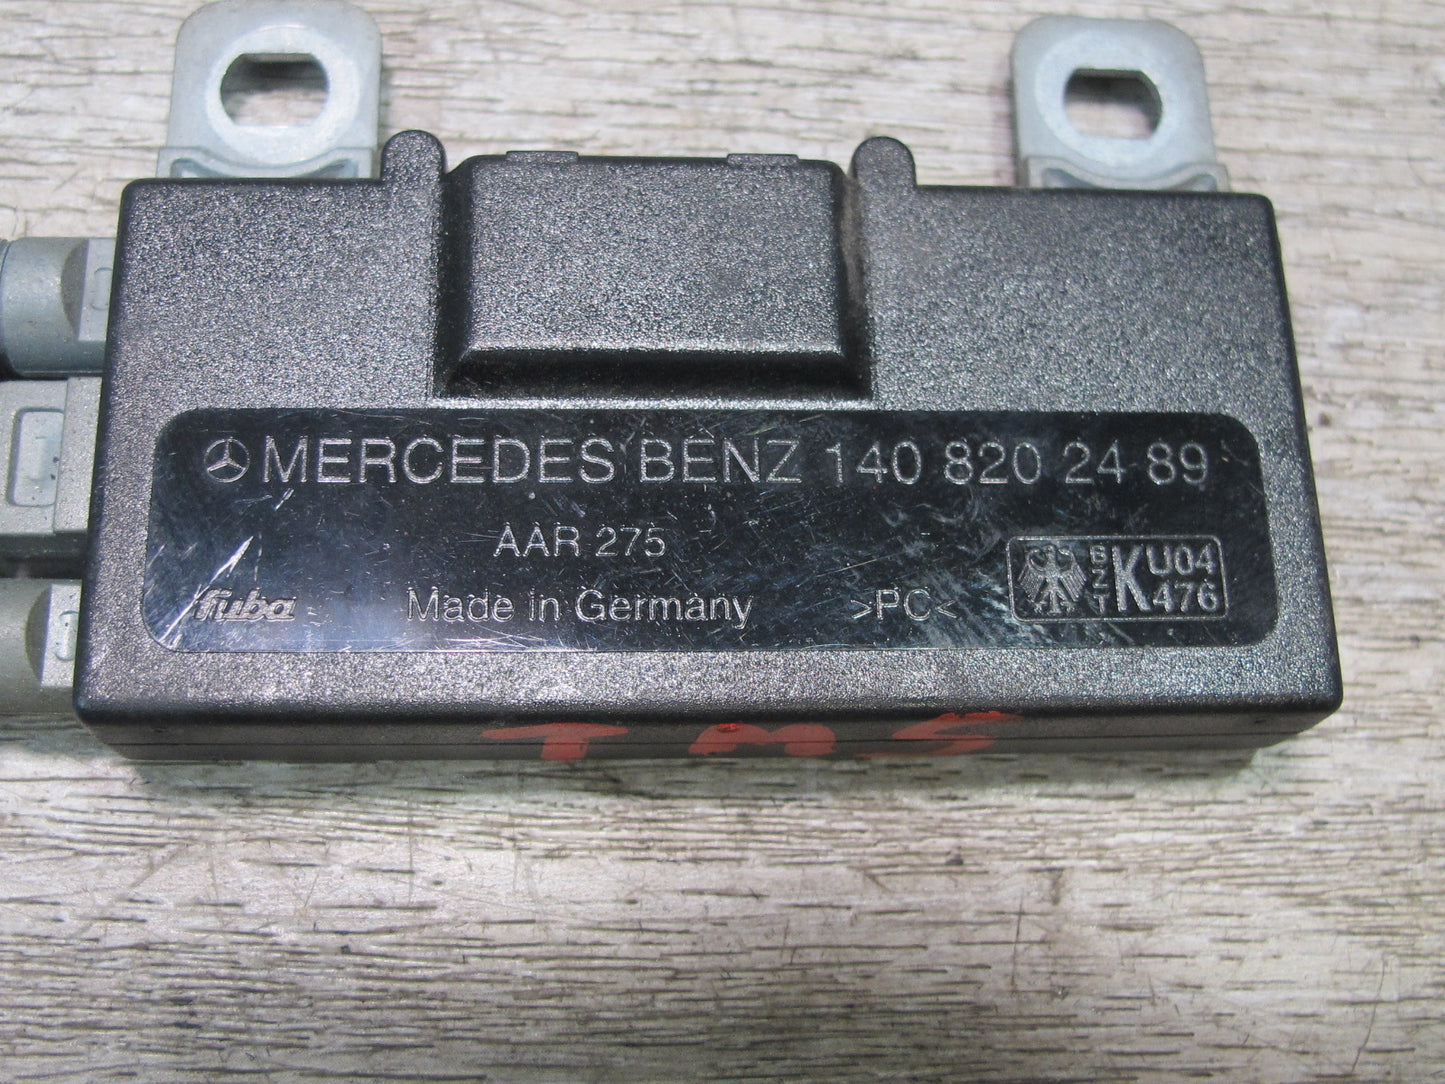 MERCEDES BENZ 140 820 24 89
AAR 275
fuba
Made in Germany
>PC<
BZT
K
U04
476
TMS